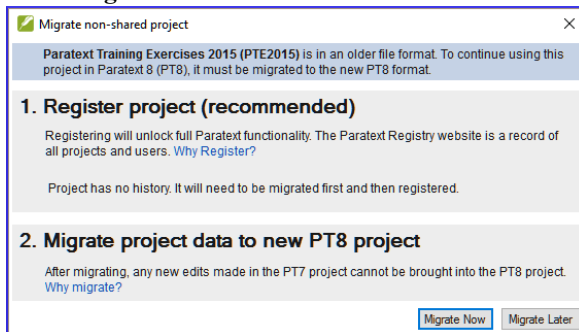 Migrate non-shared project
Paratext Training Exercises 2015 (PTE2015) is in an older file format. To continue using this
project in Paratext 8 (PT8), it must be migrated to the new PT8 format.
1. Register project (recommended)
Registering will unlock full Paratext functionality. The Paratext Registry website is a record of
all projects and users. Why Register?
Project has no history. It will need to be migrated first and then registered.
2. Migrate project data to new PT8 project
After migrating, any new edits made in the PT7 project cannot be brought into the PT8 project.
Why migrate?
Migrate Now Migrate Later